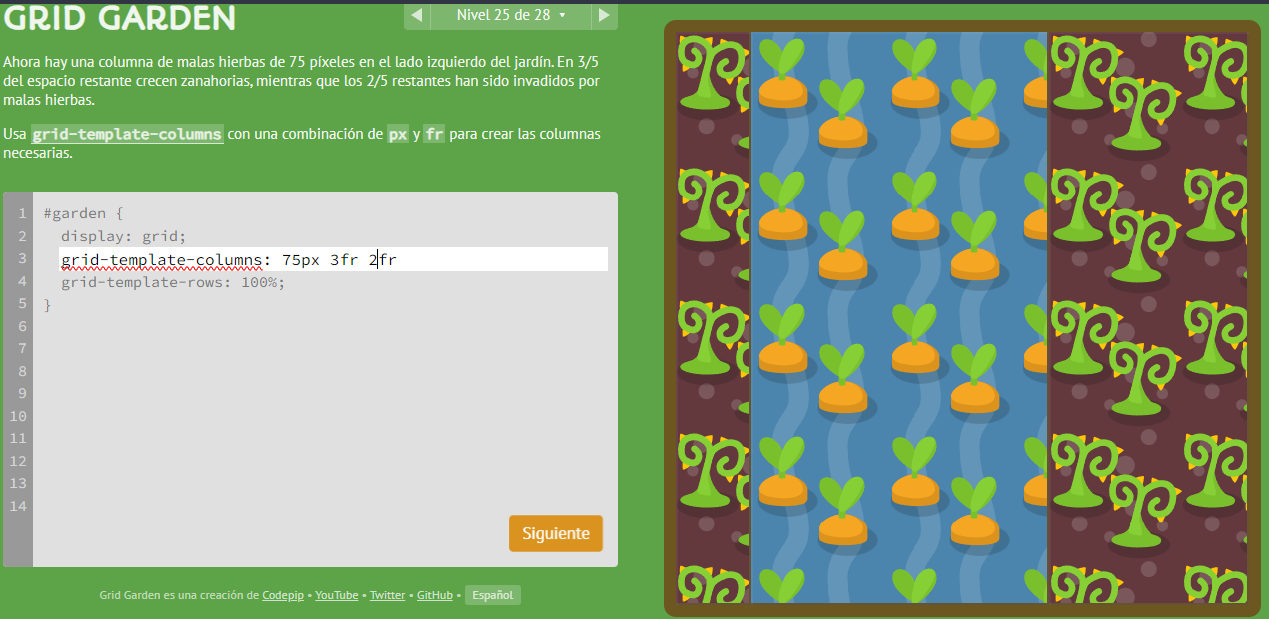 GRID GARDEN
Nivel 25 de 28
Ahora hay una columna de malas hierbas de 75 píxeles en el lado izquierdo del jardín. En 3/5
del espacio restante crecen zanahorias, mientras que los 2/5 restantes han sido invadidos por
malas hierbas.
Usa grid-template-columns con una combinación de px y fr para crear las columnas
necesarias.
1 #garden {
2 display: grid;
3 grid-template-columns: 75px 3fr 2fr
4 grid-template-rows: 100%;
5 }
6
7
8
9
10
11
12
13
14
Siguiente
Grid Garden es una creación de Codepip • YouTube • Twitter • GitHub • Español